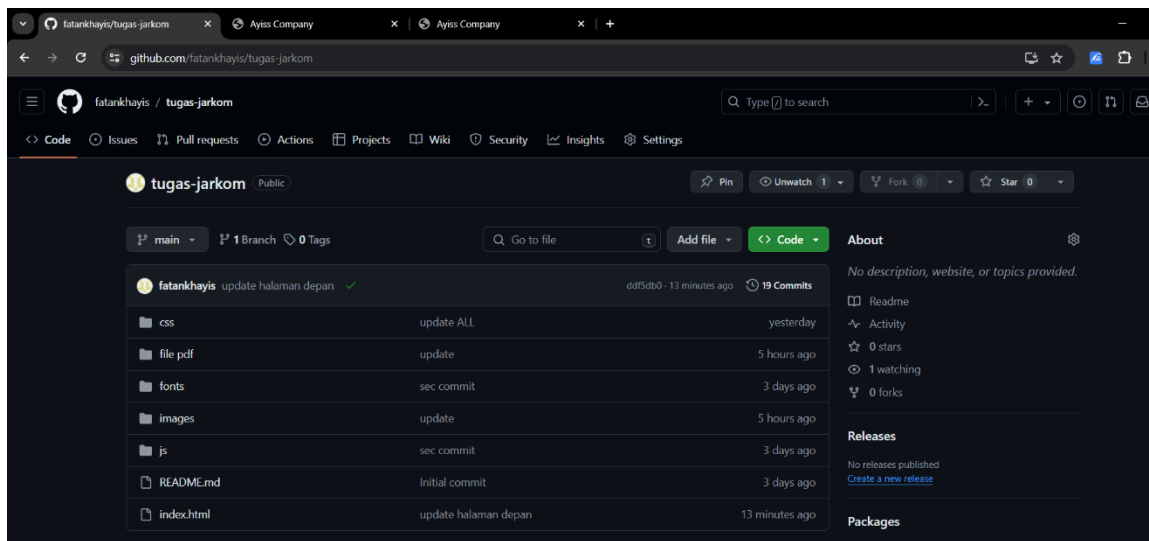 fatankhayis/tugas-jarkom
Ayiss Company
Ayiss Company
github.com/fatankhayis/tugas-jarkom
fatankhayis / tugas-jarkom
Type / to search
Code Issues Pull requests Actions Projects Wiki Security Insights Settings
tugas-jarkom Public
Pin Unwatch 1 Fork 0 Star 0
main 1 Branch 0 Tags Go to file t Add file Code
fatankhayis update halaman depan ddf5db0 · 13 minutes ago 19 Commits
css update ALL yesterday
file pdf update 5 hours ago
fonts sec commit 3 days ago
images update 5 hours ago
js sec commit 3 days ago
README.md Initial commit 3 days ago
index.html update halaman depan 13 minutes ago
About
No description, website, or topics provided.
Readme
Activity
0 stars
1 watching
0 forks
Releases
No releases published
Create a new release
Packages